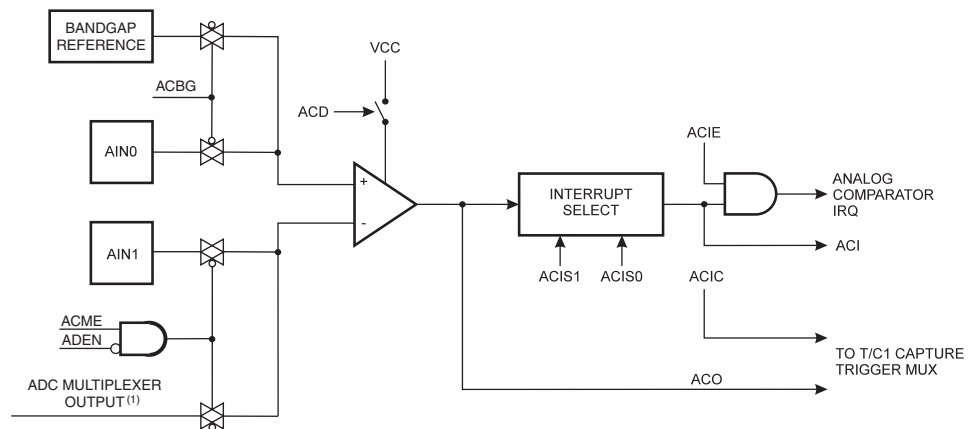 BANDGAP
REFERENCE
VCC
ACBG
ACD
ACIE
AIN0
+
-
INTERRUPT
SELECT
ANALOG
COMPARATOR
IRQ
AIN1
ACI
ACIS1
ACIS0
ACIC
ACME
ADEN
TO T/C1 CAPTURE
TRIGGER MUX
ADC MULTIPLEXER
OUTPUT (1)
ACO